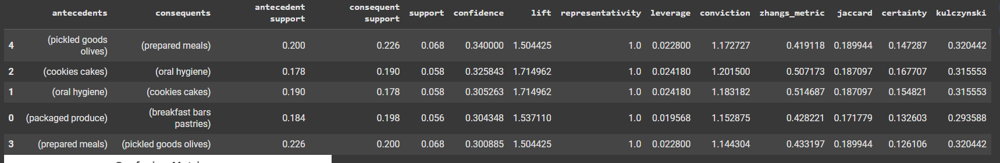 antecedents consequents antecedent support consequent support support confidence lift representativity leverage conviction zhangs_metric jaccard certainty kulczynski
4 (pickled goods olives) (prepared meals) 0.200 0.226 0.068 0.340000 1.504425 1.0 0.022800 1.172727 0.419118 0.189944 0.147287 0.320442
2 (cookies cakes) (oral hygiene) 0.178 0.190 0.058 0.325843 1.714962 1.0 0.024180 1.201500 0.507173 0.187097 0.167707 0.315553
1 (oral hygiene) (cookies cakes) 0.190 0.178 0.058 0.305263 1.714962 1.0 0.024180 1.183182 0.514687 0.187097 0.154821 0.315553
0 (packaged produce) (breakfast bars pastries) 0.184 0.198 0.056 0.304348 1.537110 1.0 0.019568 1.152875 0.428221 0.171779 0.132603 0.293588
3 (prepared meals) (pickled goods olives) 0.226 0.200 0.068 0.300885 1.504425 1.0 0.022800 1.144304 0.433197 0.189944 0.126106 0.320442